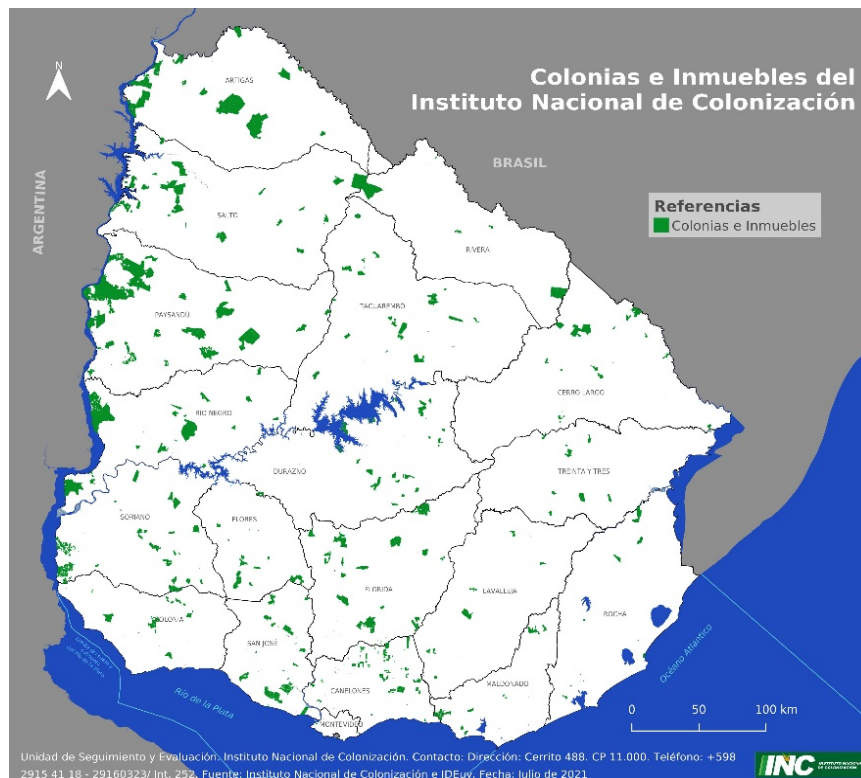 Colonias e Inmuebles del
Instituto Nacional de Colonización
N
ARTIGAS
BRASIL
ARGENTINA
Referencias
Colonias e Inmuebles
SALTO
RIVERA
TACUAREMBÓ
PAYSANDÚ
CERRO LARGO
RÍO NEGRO
DURAZNO
TREINTA Y TRES
SORIANO
FLORES
FLORIDA
LAVALLEJA
COLONIA
ROCHA
SAN JOSÉ
CANELONES
MALDONADO
MONTEVIDEO
Río de la Plata
Océano Atlántico
0 50 100 km
Unidad de Seguimiento y Evaluación. Instituto Nacional de Colonización. Contacto: Dirección: Cerrito 488. CP 11.000. Teléfono: +598
2915 41 18 - 29160323/ Int. 252. Fuente: Instituto Nacional de Colonización e IDEuy. Fecha: Julio de 2021
INC INSTITUTO NACIONAL
DE COLONIZACIÓN